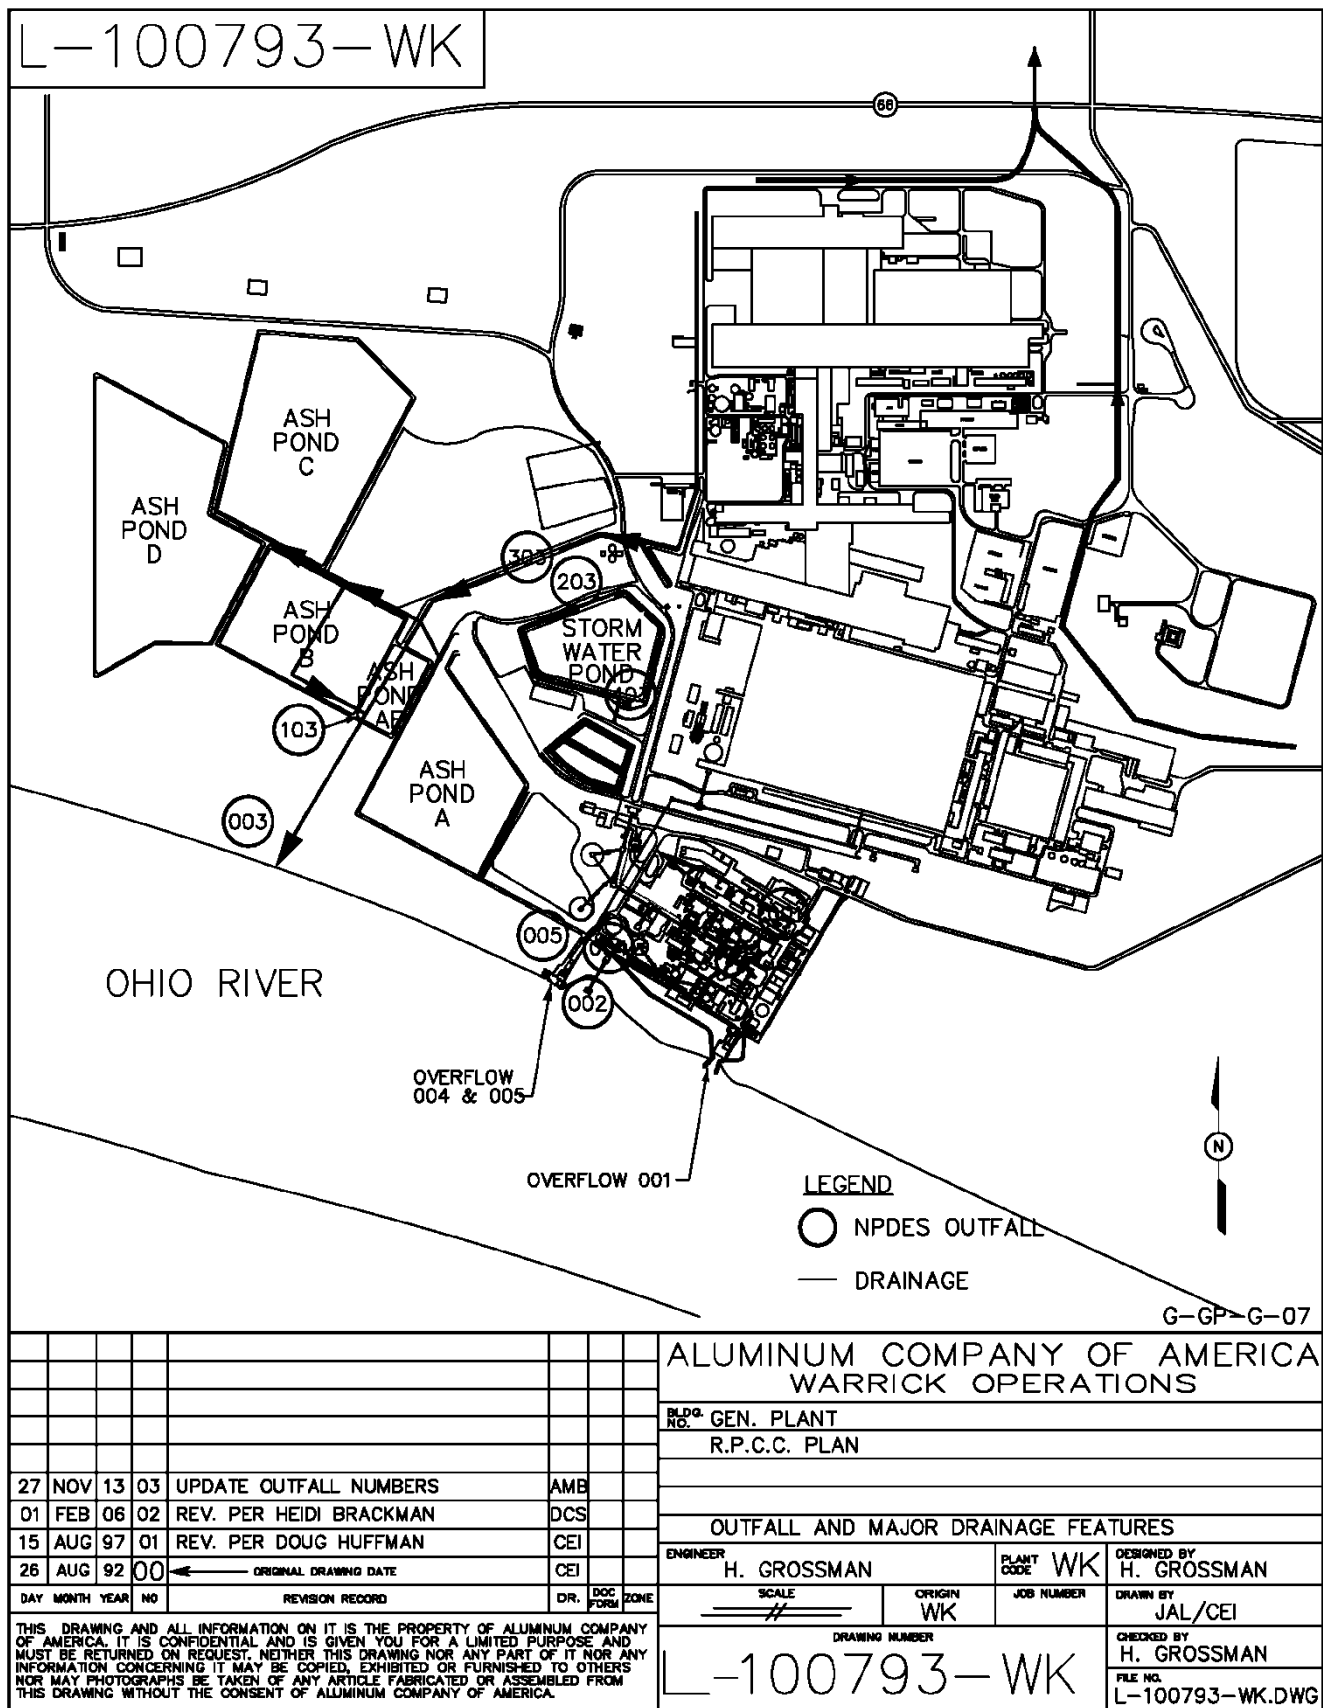 L-100793-WK
66
ASH
POND
C
ASH
POND
D
303
203
ASH
POND
B
STORM
WATER
POND
ASH
POND
103
ASH
POND
A
003
005
002
OHIO RIVER
OVERFLOW
004 & 005
OVERFLOW 001
N
LEGEND
NPDES OUTFALL
DRAINAGE
G-GP-G-07
ALUMINUM COMPANY OF AMERICA
WARRICK OPERATIONS
BLDG. NO. GEN. PLANT
R.P.C.C. PLAN
OUTFALL AND MAJOR DRAINAGE FEATURES
27 NOV 13 03 UPDATE OUTFALL NUMBERS AMB
01 FEB 06 02 REV. PER HEIDI BRACKMAN DCS
15 AUG 97 01 REV. PER DOUG HUFFMAN CEI
26 AUG 92 00 ORIGINAL DRAWING DATE CEI
DAY MONTH YEAR NO REVISION RECORD DR. DOC FORM ZONE
ENGINEER H. GROSSMAN
PLANT CODE WK
DESIGNED BY H. GROSSMAN
SCALE
ORIGIN WK
JOB NUMBER
DRAWN BY JAL/CEI
DRAWING NUMBER L-100793-WK
CHECKED BY H. GROSSMAN
FILE NO. L-100793-WK.DWG
THIS DRAWING AND ALL INFORMATION ON IT IS THE PROPERTY OF ALUMINUM COMPANY
OF AMERICA. IT IS CONFIDENTIAL AND IS GIVEN YOU FOR A LIMITED PURPOSE AND
MUST BE RETURNED ON REQUEST. NEITHER THIS DRAWING NOR ANY PART OF IT NOR ANY
INFORMATION CONCERNING IT MAY BE COPIED, EXHIBITED OR FURNISHED TO OTHERS
NOR MAY PHOTOGRAPHS BE TAKEN OF ANY ARTICLE FABRICATED OR ASSEMBLED FROM
THIS DRAWING WITHOUT THE CONSENT OF ALUMINUM COMPANY OF AMERICA.